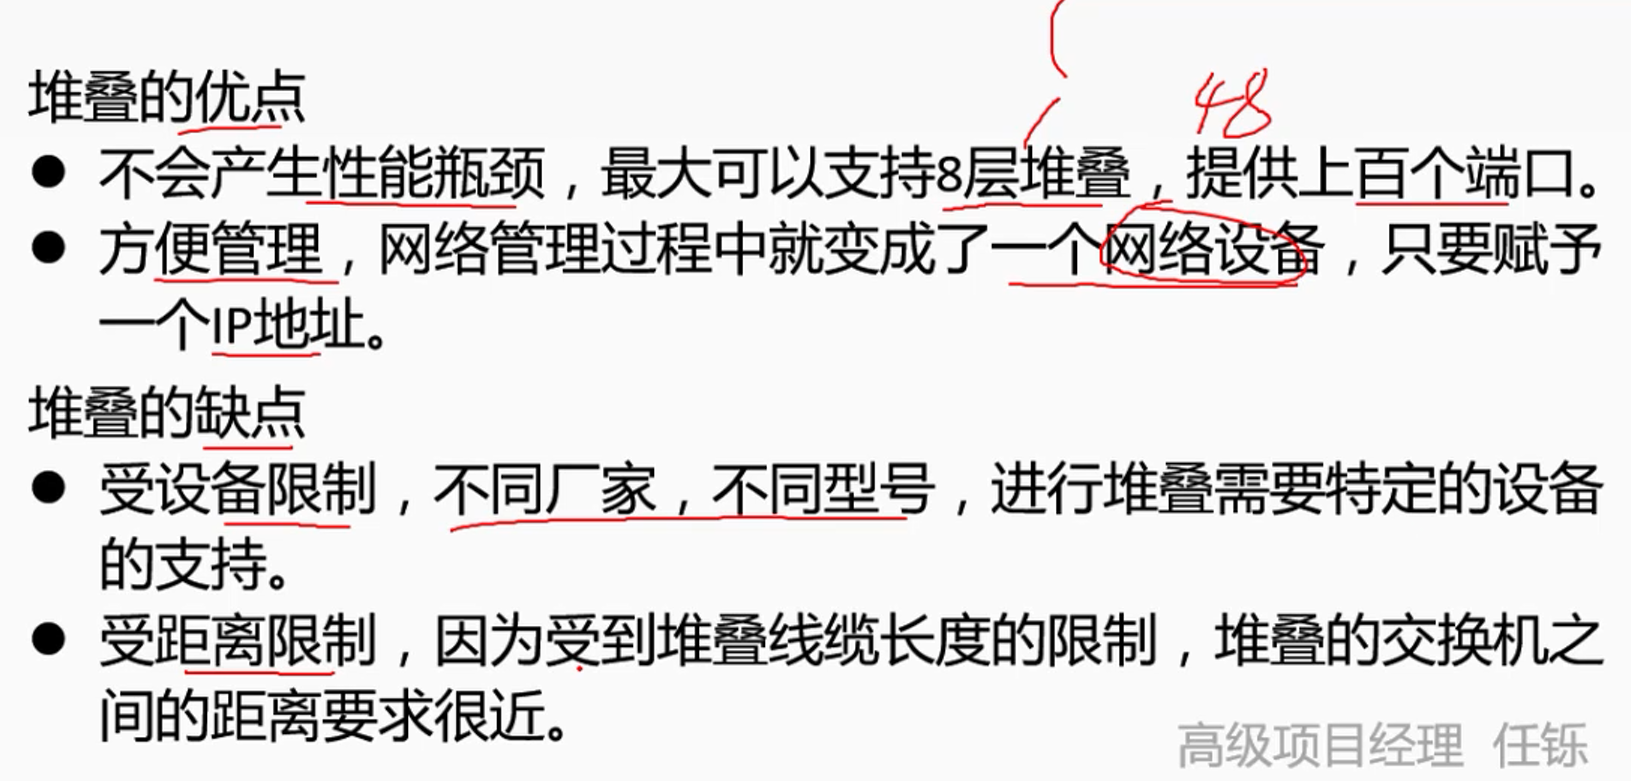 48
堆叠的优点
● 不会产生性能瓶颈，最大可以支持8层堆叠，提供上百个端口。
● 方便管理，网络管理过程中就变成了一个网络设备，只要赋予
一个IP地址。
堆叠的缺点
● 受设备限制，不同厂家，不同型号，进行堆叠需要特定的设备
的支持。
● 受距离限制，因为受到堆叠线缆长度的限制，堆叠的交换机之
间的距离要求很近。
高级项目经理 任铄